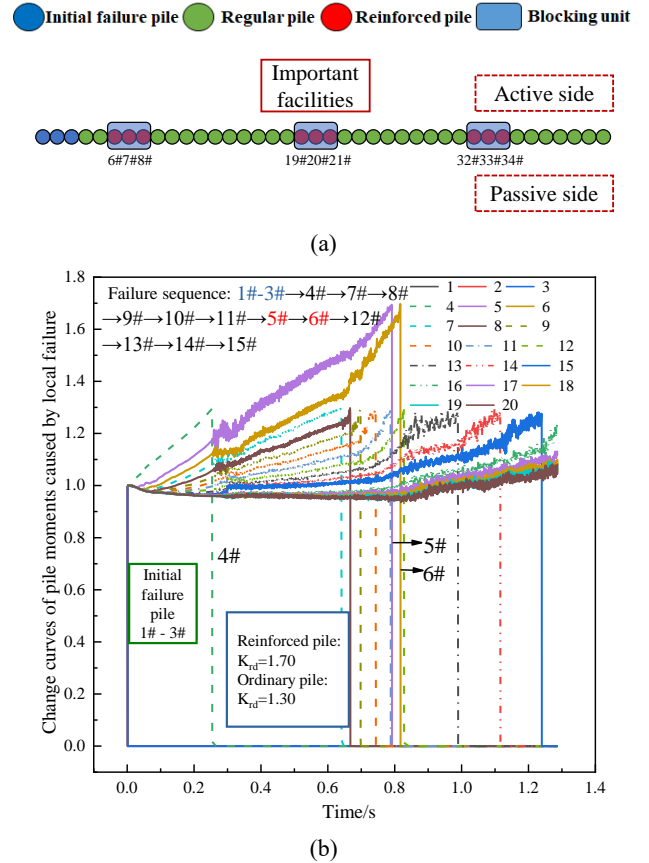 Initial failure pile Regular pile Reinforced pile Blocking unit
Important
facilities
Active side
6#7#8# 19#20#21# 32#33#34#
Passive side
(a)
Change curves of pile moments caused by local failure
1.8
1.6
1.4
1.2
1.0
0.8
0.6
0.4
0.2
0.0
Failure sequence: 1#-3#→4#→7#→8#
→9#→10#→11#→5#→6#→12#
→13#→14#→15#
1 2 3
4 5 6
7 8 9
10 11 12
13 14 15
16 17 18
19 20
4#
5#
6#
Initial
failure
pile
1# - 3#
Reinforced pile:
Krd=1.70
Ordinary pile:
Krd=1.30
0.0 0.2 0.4 0.6 0.8 1.0 1.2 1.4
Time/s
(b)